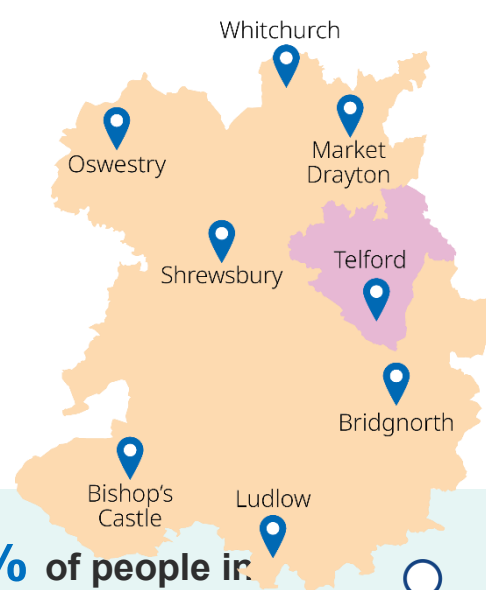 Whitchurch
Oswestry
Market
Drayton
Shrewsbury
Telford
Bridgnorth
Bishop's
Castle
Ludlow
% of people in